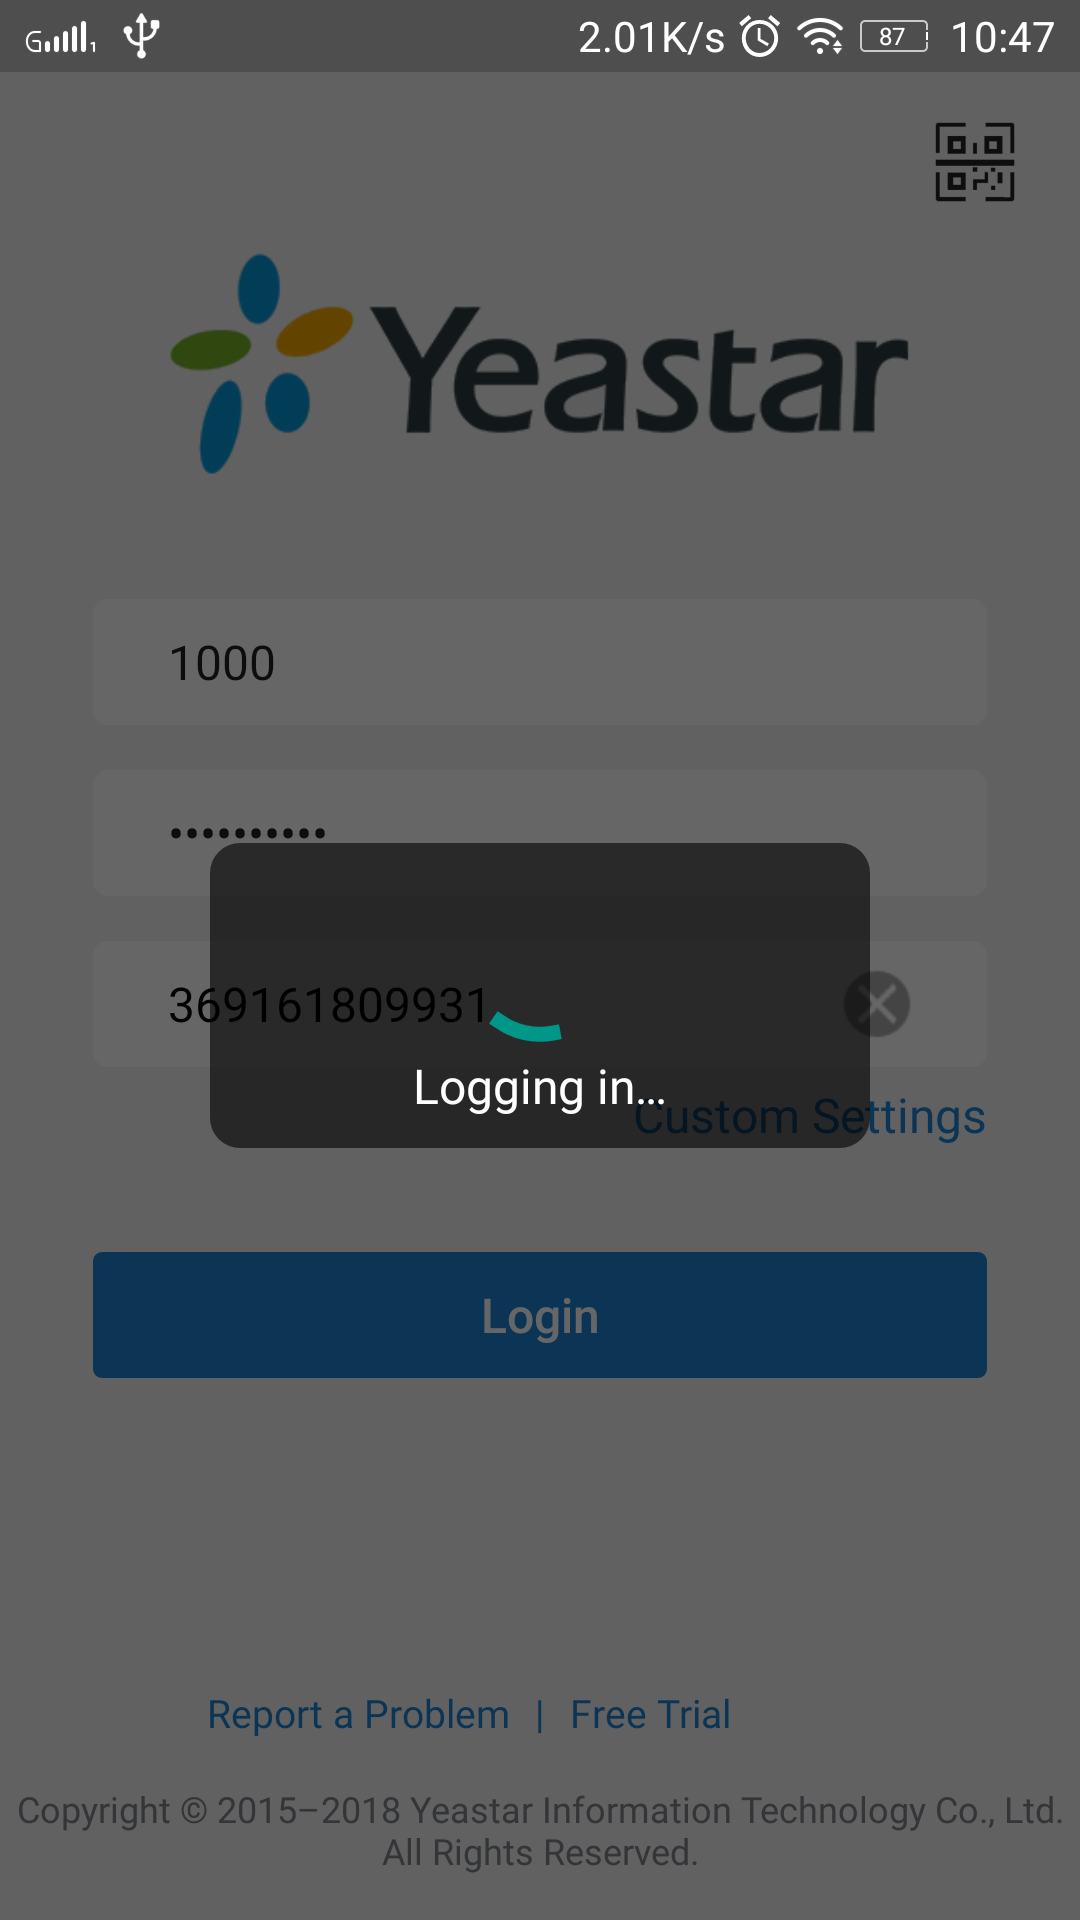 G 1 2.01K/s 87 10:47
Yeastar
1000
••••••••••
369161809931
Logging in...
Custom Settings
Login
Report a Problem | Free Trial
Copyright © 2015–2018 Yeastar Information Technology Co., Ltd.
All Rights Reserved.